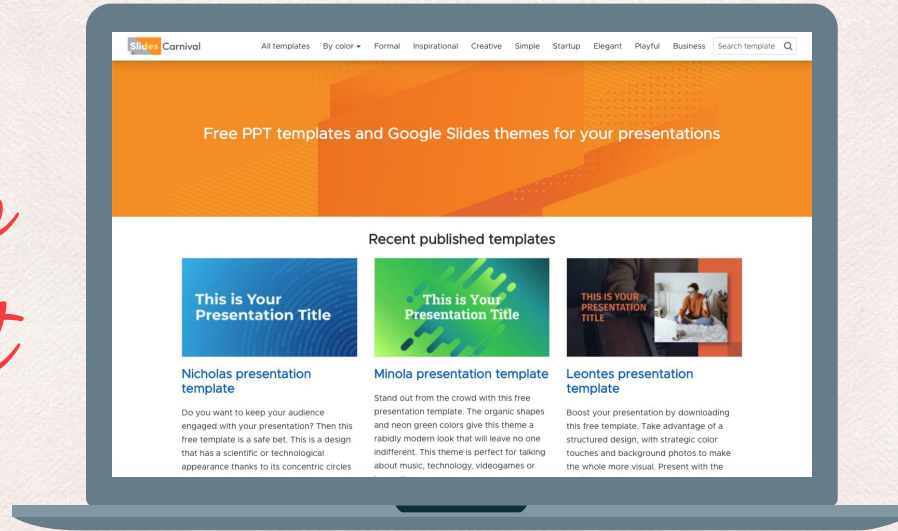 Slides Carnival
All templates By color Formal Inspirational Creative Simple Startup Elegant Playful Business Search template
Free PPT templates and Google Slides themes for your presentations
Recent published templates
This is Your
Presentation Title
Nicholas presentation
template
Do you want to keep your audience
engaged with your presentation? Then this
free template is a safe bet. This is a design
that has a scientific or technological
appearance thanks to its concentric circles
This is Your
Presentation Title
Minola presentation template
Stand out from the crowd with this free
presentation template. The organic shapes
and neon green colors give this theme a
rabidly modern look that will leave no one
indifferent. This theme is perfect for talking
about music, technology, videogames or
THIS IS YOUR
PRESENTATION
TITLE
Leontes presentation
template
Boost your presentation by downloading
this free template. Take advantage of a
structured design, with strategic color
touches and background photos to make
the whole more visual. Present with the